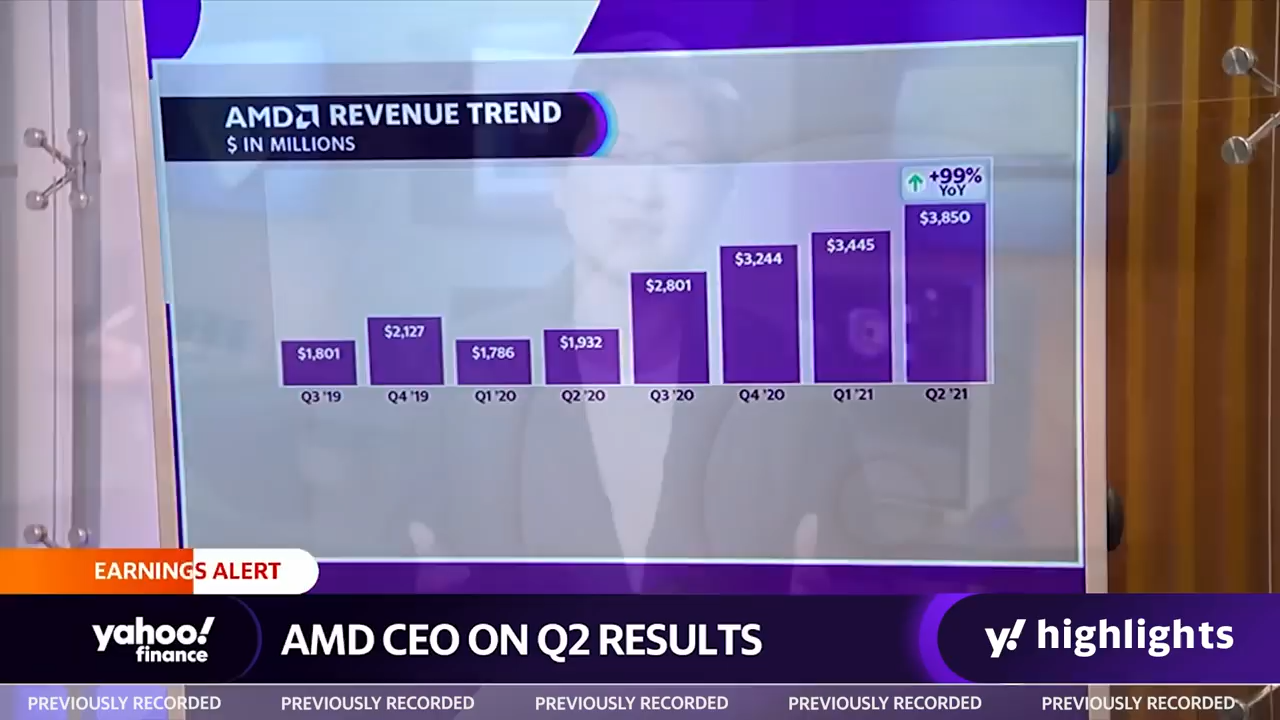 AMD REVENUE TREND
$ IN MILLIONS
+99%
YoY
$1,801
$2,127
$1,786
$1,932
$2,801
$3,244
$3,445
$3,850
Q3 '19
Q4 '19
Q1 '20
Q2 '20
Q3 '20
Q4 '20
Q1 '21
Q2 '21
EARNINGS ALERT
yahoo!
finance
AMD CEO ON Q2 RESULTS
y! highlights
PREVIOUSLY RECORDED PREVIOUSLY RECORDED PREVIOUSLY RECORDED PREVIOUSLY RECORDED PREVIOUSLY RECORDED